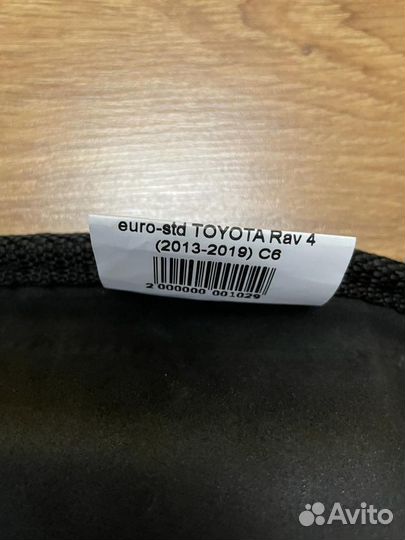 euro-std TOYOTA Rav 4
(2013-2019) C6
2 000000 001029
Avito